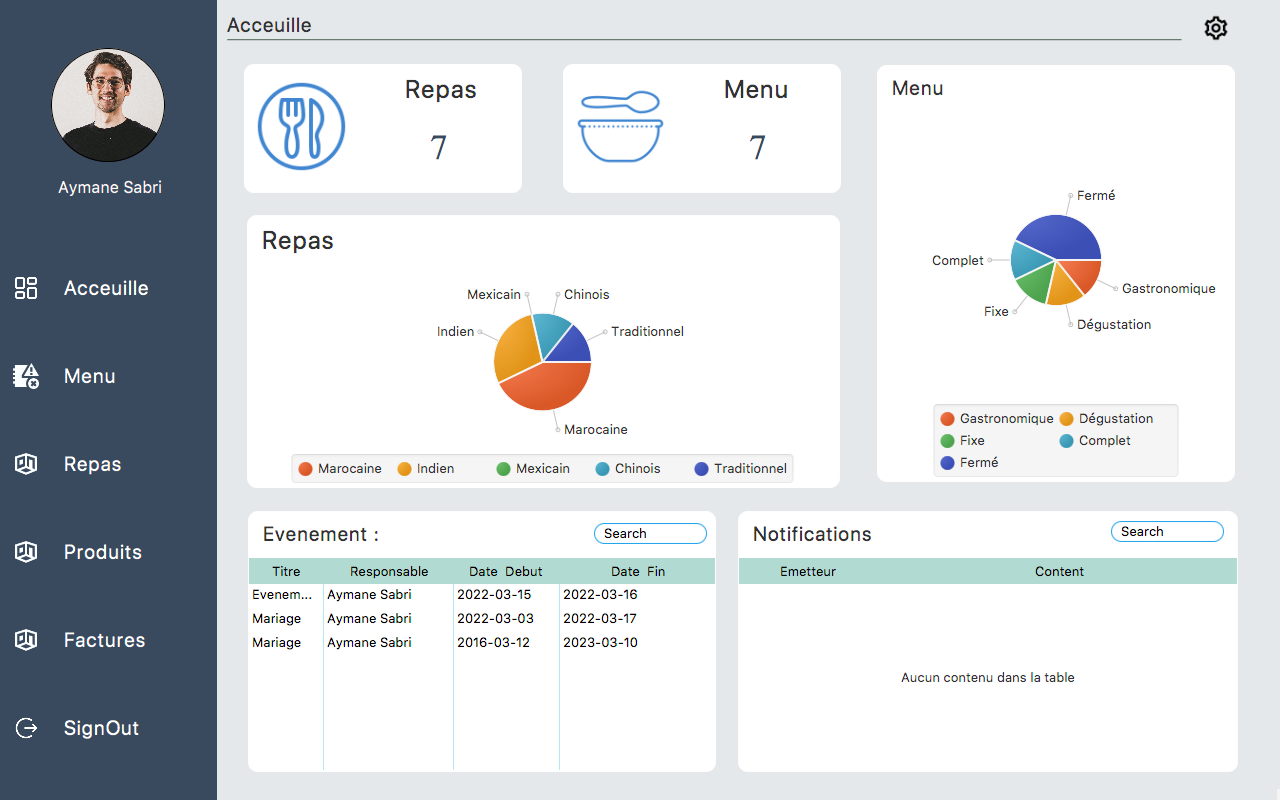 Acceuille
Aymane Sabri
Acceuille
Menu
Repas
Produits
Factures
SignOut
Repas
7
Menu
7
Menu
Fermé
Complet
Gastronomique
Fixe
Dégustation
Gastronomique Dégustation
Fixe Complet
Fermé
Repas
Mexicain Chinois
Indien Traditionnel
Marocaine
Marocaine Indien Mexicain Chinois Traditionnel
Evenement : Search
Titre Responsable Date Debut Date Fin
Evenem... Aymane Sabri 2022-03-15 2022-03-16
Mariage Aymane Sabri 2022-03-03 2022-03-17
Mariage Aymane Sabri 2016-03-12 2023-03-10
Notifications Search
Emetteur Content
Aucun contenu dans la table